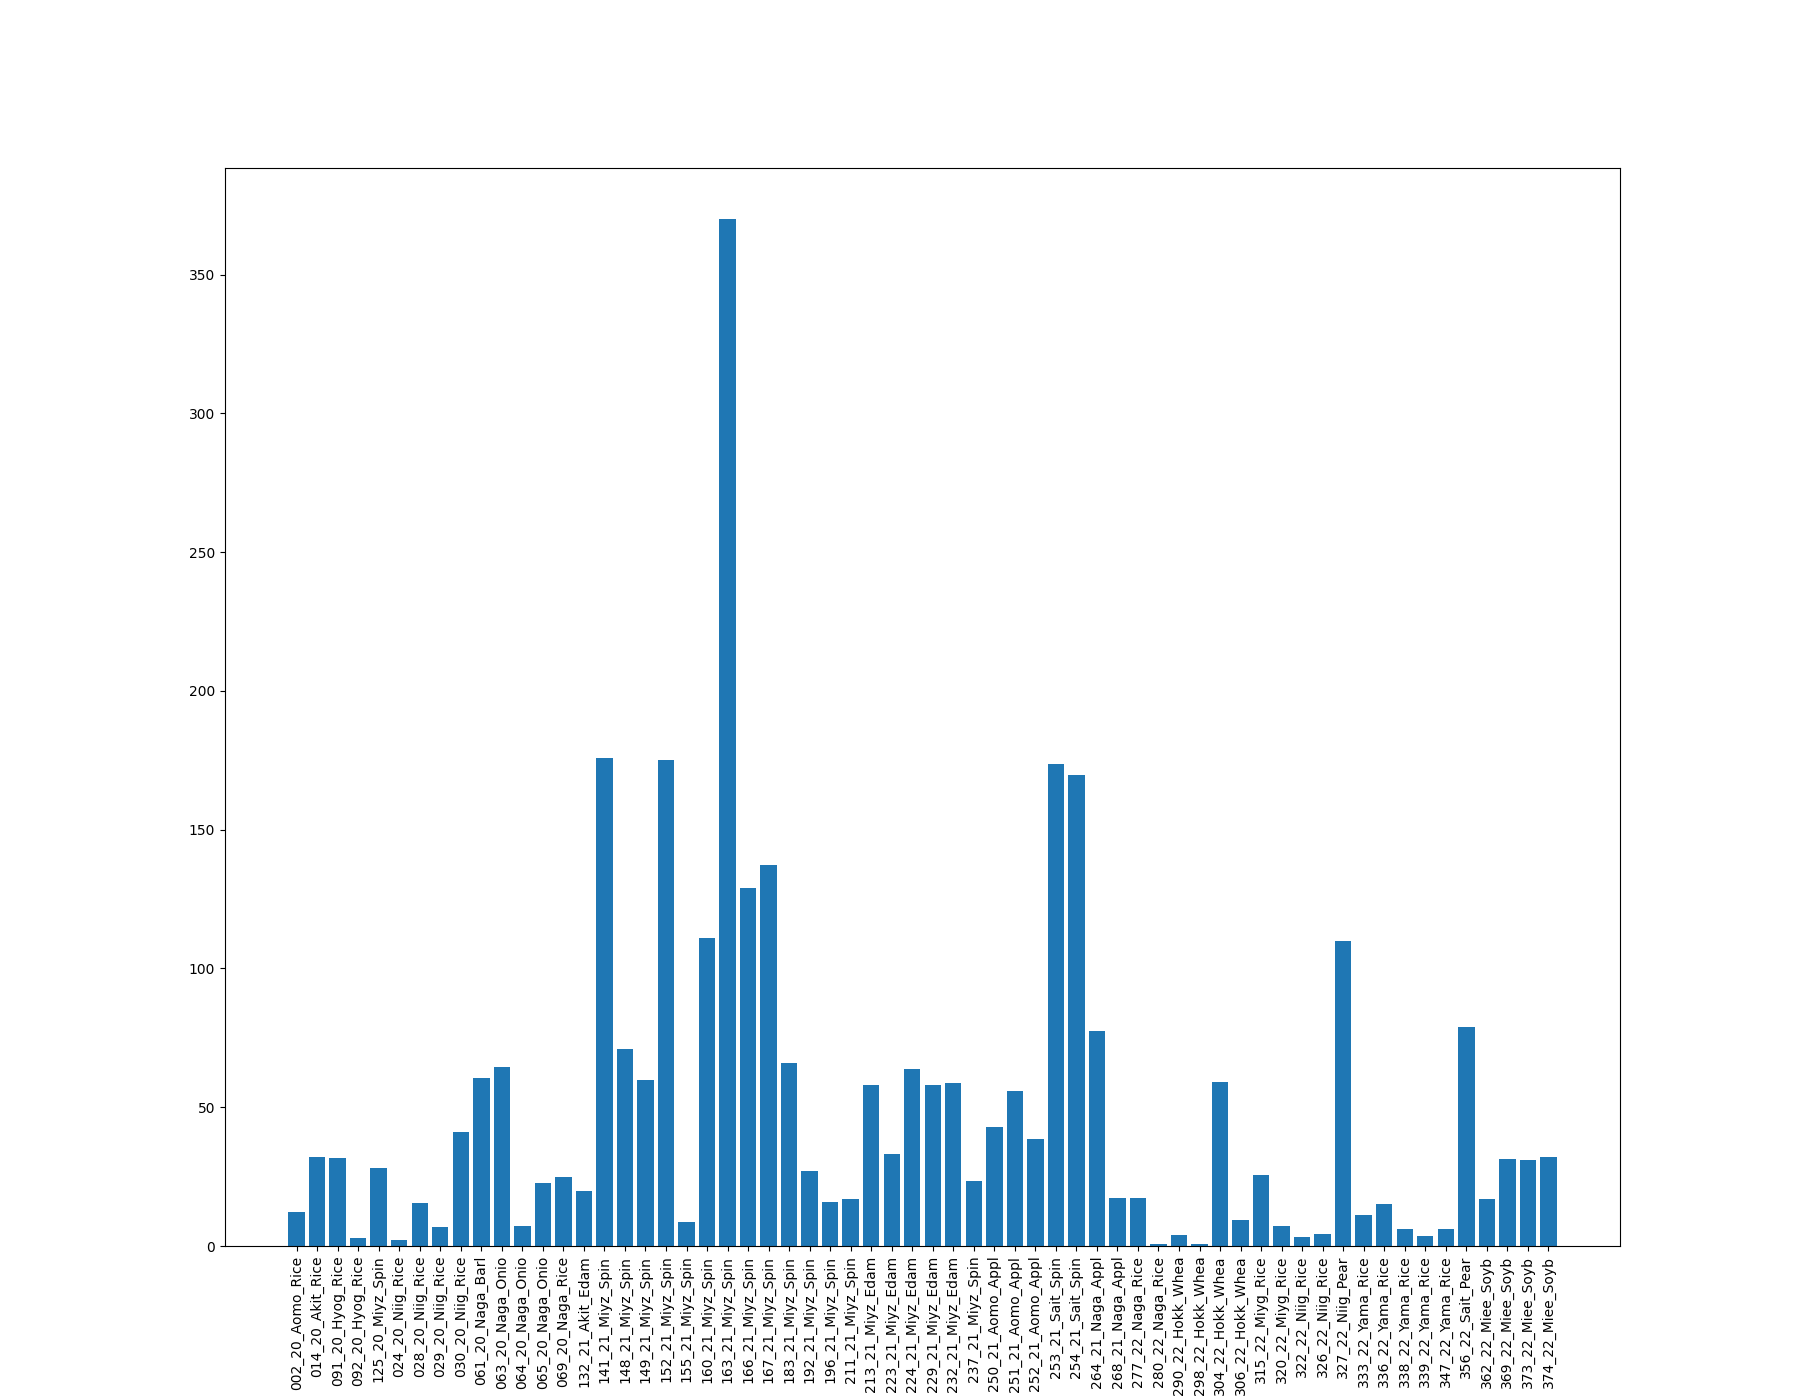 350
300
250
200
150
100
50
0
002_20_Aomo_Rice
014_20_Akit_Rice
091_20_Hyog_Rice
092_20_Hyog_Rice
125_20_Miyz_Spin
024_20_Niig_Rice
028_20_Niig_Rice
029_20_Niig_Rice
030_20_Niig_Rice
061_20_Naga_Barl
063_20_Naga_Onio
064_20_Naga_Onio
065_20_Naga_Onio
069_20_Naga_Rice
132_21_Akit_Edam
141_21_Miyz_Spin
148_21_Miyz_Spin
149_21_Miyz_Spin
152_21_Miyz_Spin
155_21_Miyz_Spin
160_21_Miyz_Spin
163_21_Miyz_Spin
166_21_Miyz_Spin
167_21_Miyz_Spin
183_21_Miyz_Spin
192_21_Miyz_Spin
196_21_Miyz_Spin
211_21_Miyz_Spin
213_21_Miyz_Edam
223_21_Miyz_Edam
224_21_Miyz_Edam
229_21_Miyz_Edam
232_21_Miyz_Edam
237_21_Miyz_Spin
250_21_Aomo_Appl
251_21_Aomo_Appl
252_21_Aomo_Appl
253_21_Sait_Spin
254_21_Sait_Spin
264_21_Naga_Appl
268_21_Naga_Appl
277_22_Naga_Rice
280_22_Naga_Rice
290_22_Hokk_Whea
298_22_Hokk_Whea
304_22_Hokk_Whea
306_22_Hokk_Whea
315_22_Miyg_Rice
320_22_Miyg_Rice
322_22_Niig_Rice
326_22_Niig_Rice
327_22_Niig_Pear
333_22_Yama_Rice
336_22_Yama_Rice
338_22_Yama_Rice
339_22_Yama_Rice
347_22_Yama_Rice
356_22_Sait_Pear
362_22_Miee_Soyb
369_22_Miee_Soyb
373_22_Miee_Soyb
374_22_Miee_Soyb